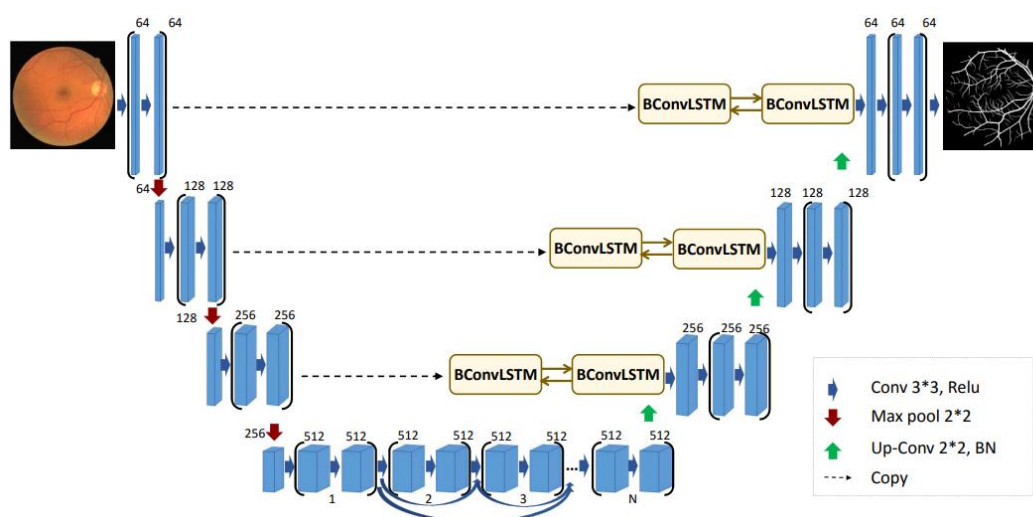 64 64 64 64 64
BConvLSTM BConvLSTM
64 128 128 128 128 128
BConvLSTM BConvLSTM
128 256 256 256 256 256
BConvLSTM BConvLSTM
256 512 512 512 512 512 512 ... 512 512
1 2 3 N
Conv 3*3, Relu
Max pool 2*2
Up-Conv 2*2, BN
Copy